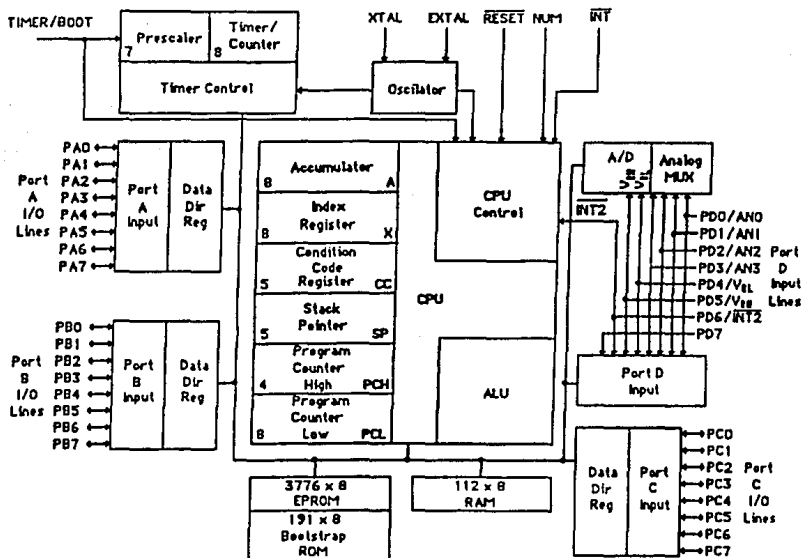 TIMER/BOOT
Prescaler
7
Timer/
Counter
8
Timer Control
XTAL
EXTAL
RESET
NUM
INT
Oscilator
PA0
PA1
PA2
PA3
PA4
PA5
PA6
PA7
Port
A
I/O
Lines
Port
A
Input
Data
Dir
Reg
PB0
PB1
PB2
PB3
PB4
PB5
PB6
PB7
Port
B
I/O
Lines
Port
B
Input
Data
Dir
Reg
Accumulator
8 A
Index
Register
8 X
Condition
Code
Register
5 CC
Stack
Pointer
5 SP
Program
Counter
High
4 PCH
Program
Counter
Low
8 PCL
CPU
CPU
Control
ALU
INT2
A/D
Analog
MUX
PD0/AN0
PD1/AN1
PD2/AN2
PD3/AN3
PD4/VRL
PD5/VRH
PD6/INT2
PD7
Port
D
Input
Lines
Port D
Input
3776 x 8
EPROM
191 x 8
Bootstrap
ROM
112 x 8
RAM
Data
Dir
Reg
Port
C
Input
PC0
PC1
PC2
PC3
PC4
PC5
PC6
PC7
Port
C
I/O
Lines